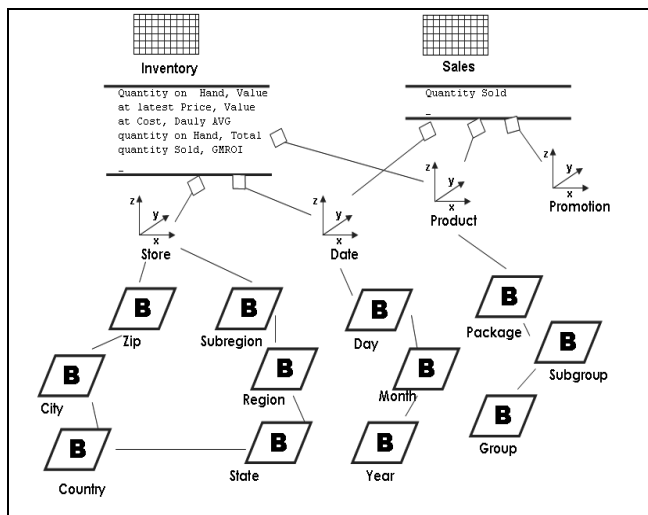 Inventory
Sales
Quantity on Hand, Value
at latest Price, Value
at Cost, Dauly AVG
quantity on Hand, Total
quantity Sold, GMROI
_
Quantity Sold
_
z y x
Store
z y x
Date
z y x
Product
z y x
Promotion
B
Zip
B
Subregion
B
Day
B
Package
B
City
B
Region
B
Month
B
Subgroup
B
Country
B
State
B
Year
B
Group